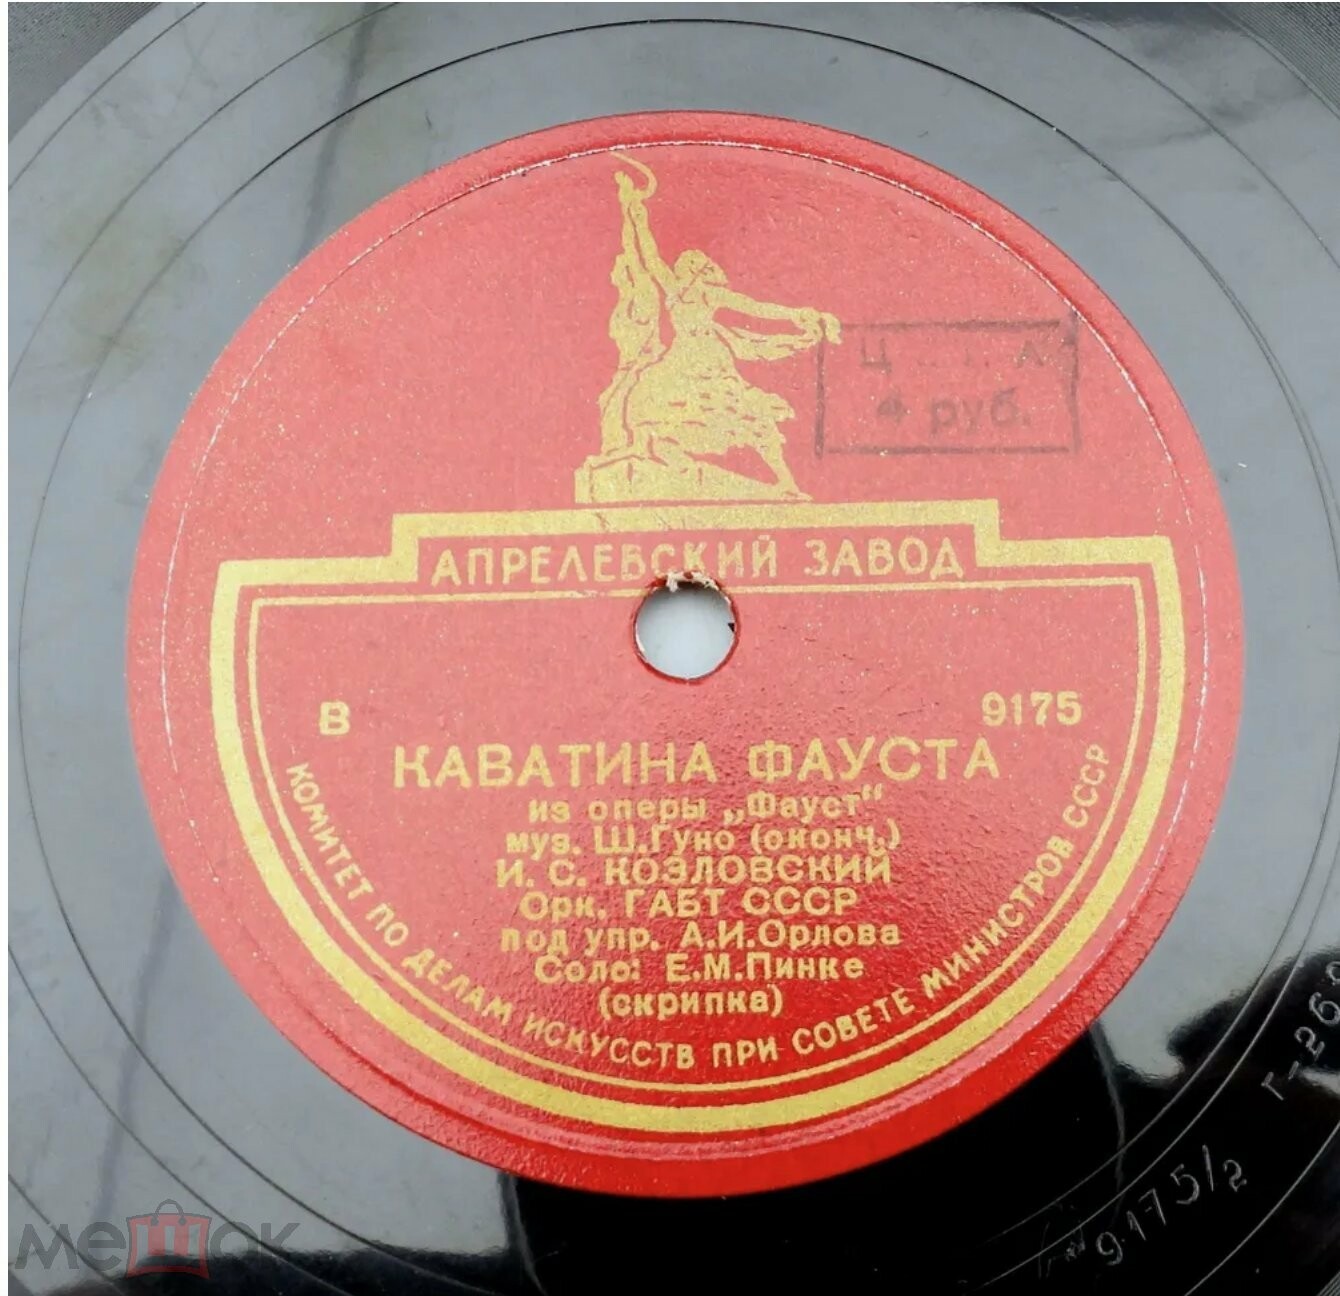 4 руб.
АПРЕЛЕВСКИЙ ЗАВОД
В 9175
КАВАТИНА ФАУСТА
из оперы „Фауст"
муз. Ш. Гуно (оконч.)
И. С. КОЗЛОВСКИЙ
Орк. ГАБТ СССР
под упр. А.И.Орлова
Соло: Е.М.Пинке
(скрипка)
КОМИТЕТ ПО ДЕЛАМ ИСКУССТВ ПРИ СОВЕТЕ МИНИСТРОВ СССР
9175/2
мешок